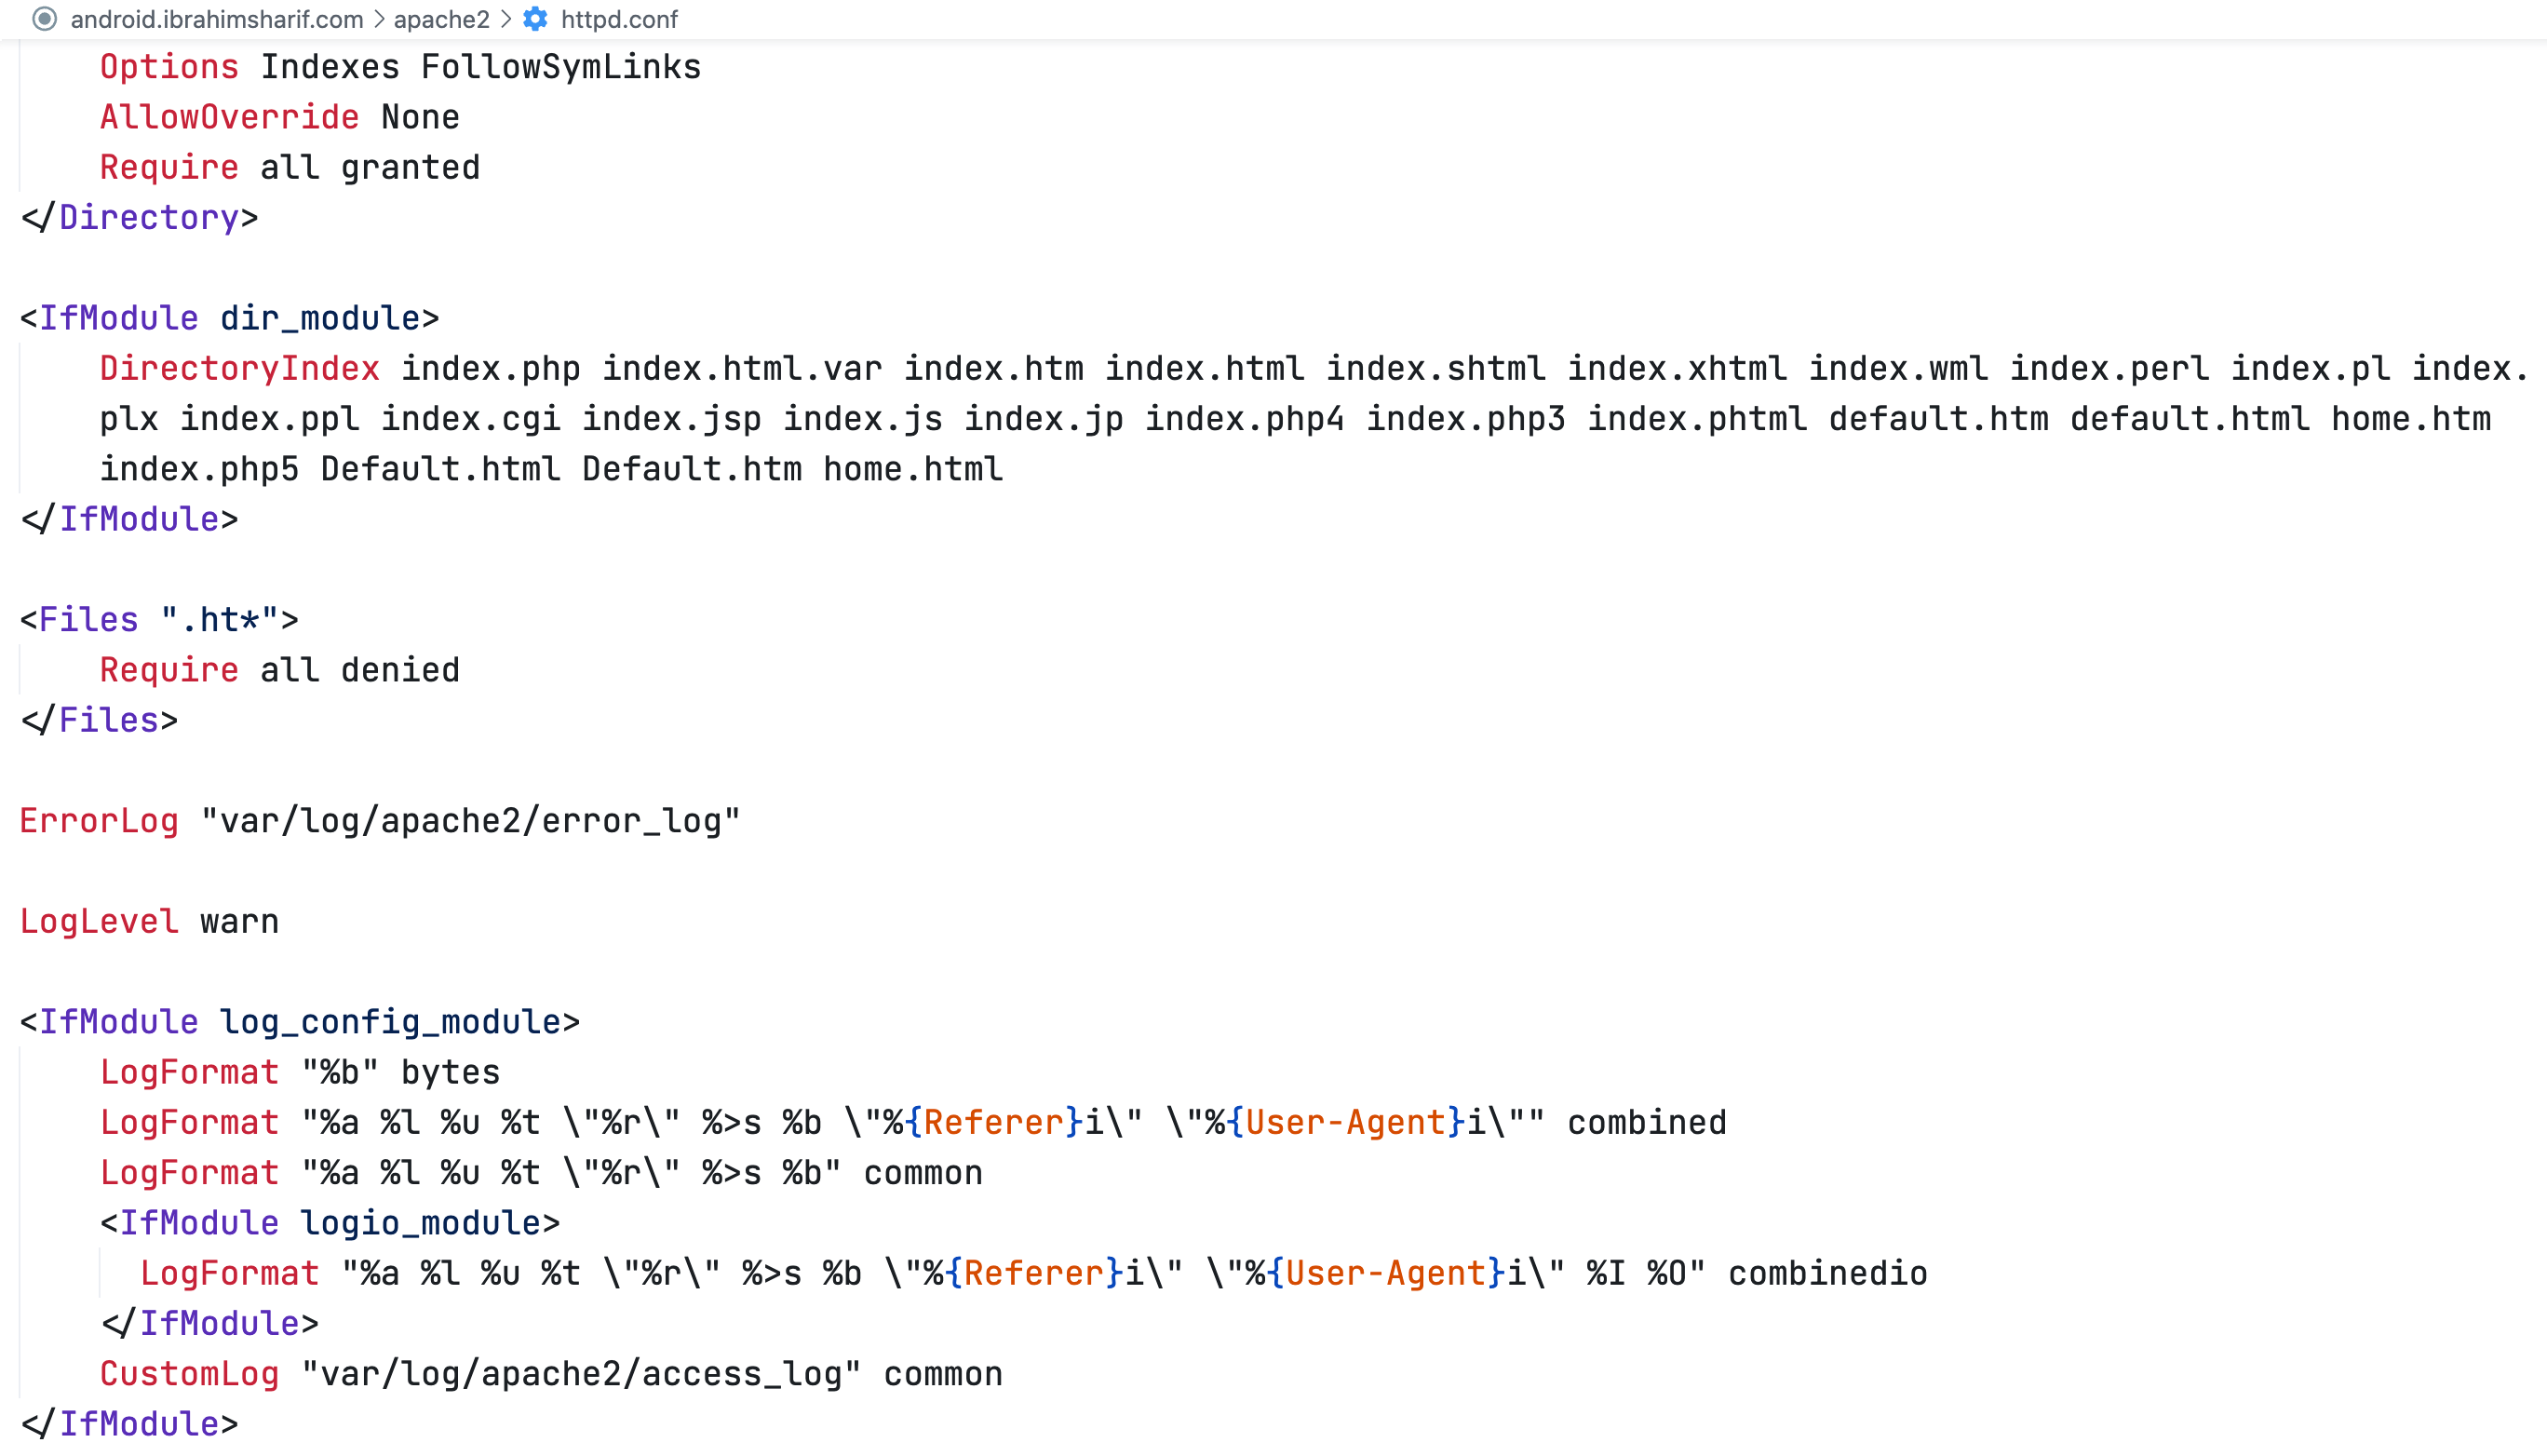 android.ibrahimsharif.com > apache2 > httpd.conf
Options Indexes FollowSymLinks
AllowOverride None
Require all granted
</Directory>
<IfModule dir_module>
DirectoryIndex index.php index.html.var index.htm index.html index.shtml index.xhtml index.wml index.perl index.pl index.
plx index.ppl index.cgi index.jsp index.js index.jp index.php4 index.php3 index.phtml default.htm default.html home.htm
index.php5 Default.html Default.htm home.html
</IfModule>
<Files ".ht*">
Require all denied
</Files>
ErrorLog "var/log/apache2/error_log"
LogLevel warn
<IfModule log_config_module>
LogFormat "%b" bytes
LogFormat "%a %l %u %t \"%r\" %>s %b \"%{Referer}i\" \"%{User-Agent}i\"" combined
LogFormat "%a %l %u %t \"%r\" %>s %b" common
<IfModule logio_module>
LogFormat "%a %l %u %t \"%r\" %>s %b \"%{Referer}i\" \"%{User-Agent}i\" %I %O" combinedio
</IfModule>
CustomLog "var/log/apache2/access_log" common
</IfModule>